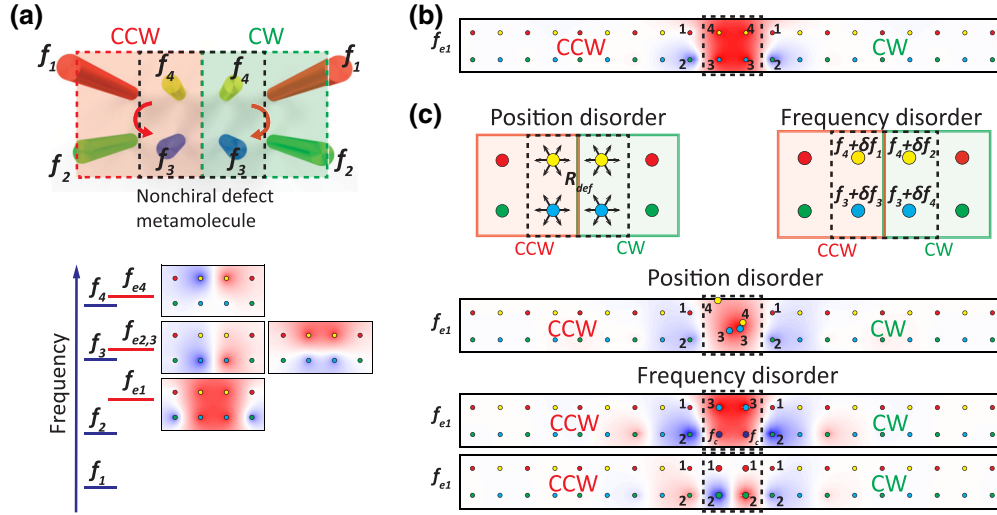 (a)
CCW CW
f1 f4 f4 f1
f2 f3 f3 f2
Nonchiral defect
metamolecule
Frequency
f4 fe4
f3 fe2,3
fe1
f2
f1
(b)
fe1 CCW 1 4 4 1 CW
2 3 3 2
(c)
Position disorder
Rdef
CCW CW
Frequency disorder
f4+δf1 f4+δf2
f3+δf3 f3+δf4
CCW CW
Position disorder
fe1 CCW 1 4 4 1 CW
2 3 3 2
Frequency disorder
fe1 CCW 1 3 3 1 CW
2 fc fc 2
fe1 CCW 1 1 1 1 CW
2 2 2 2